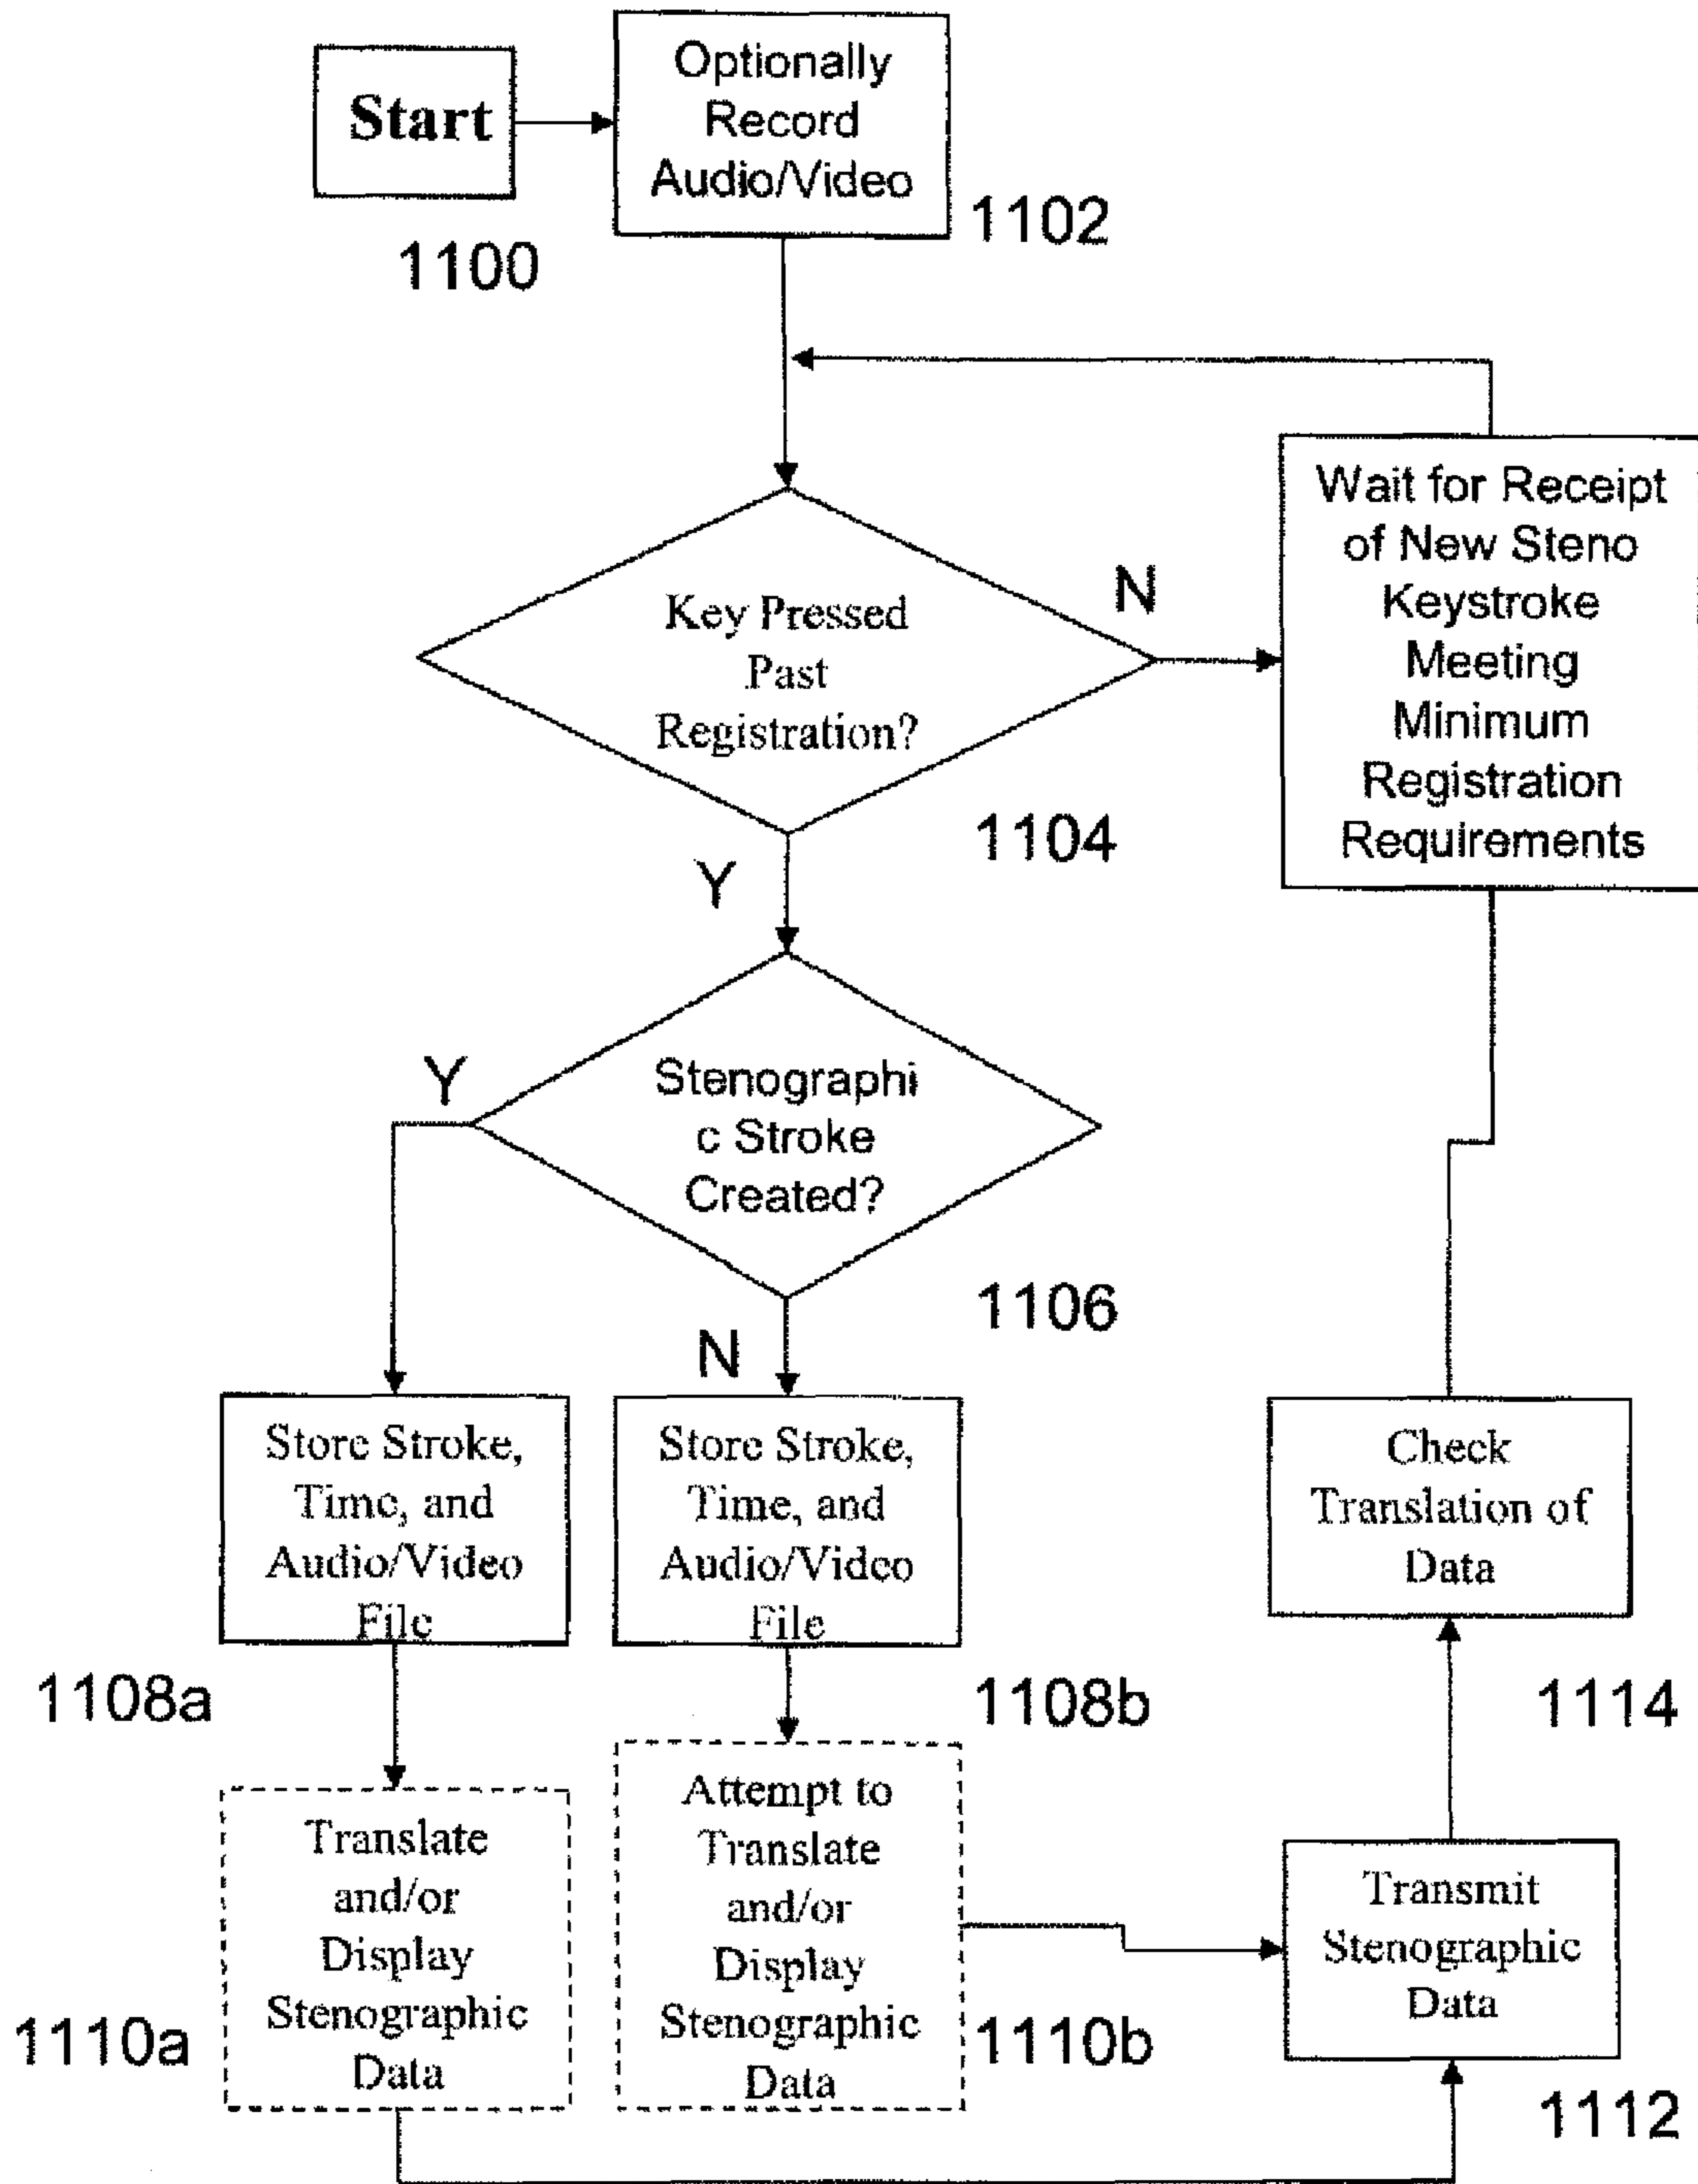 Start
1100
Optionally
Record
Audio/Video
1102
Key Pressed
Past
Registration?
1104
N
Y
Wait for Receipt
of New Steno
Keystroke
Meeting
Minimum
Registration
Requirements
Stenographi
c Stroke
Created?
1106
Y
N
Store Stroke,
Time, and
Audio/Video
File
1108a
Store Stroke,
Time, and
Audio/Video
File
1108b
Check
Translation of
Data
1114
Translate
and/or
Display
Stenographic
Data
1110a
Attempt to
Translate
and/or
Display
Stenographic
Data
1110b
Transmit
Stenographic
Data
1112